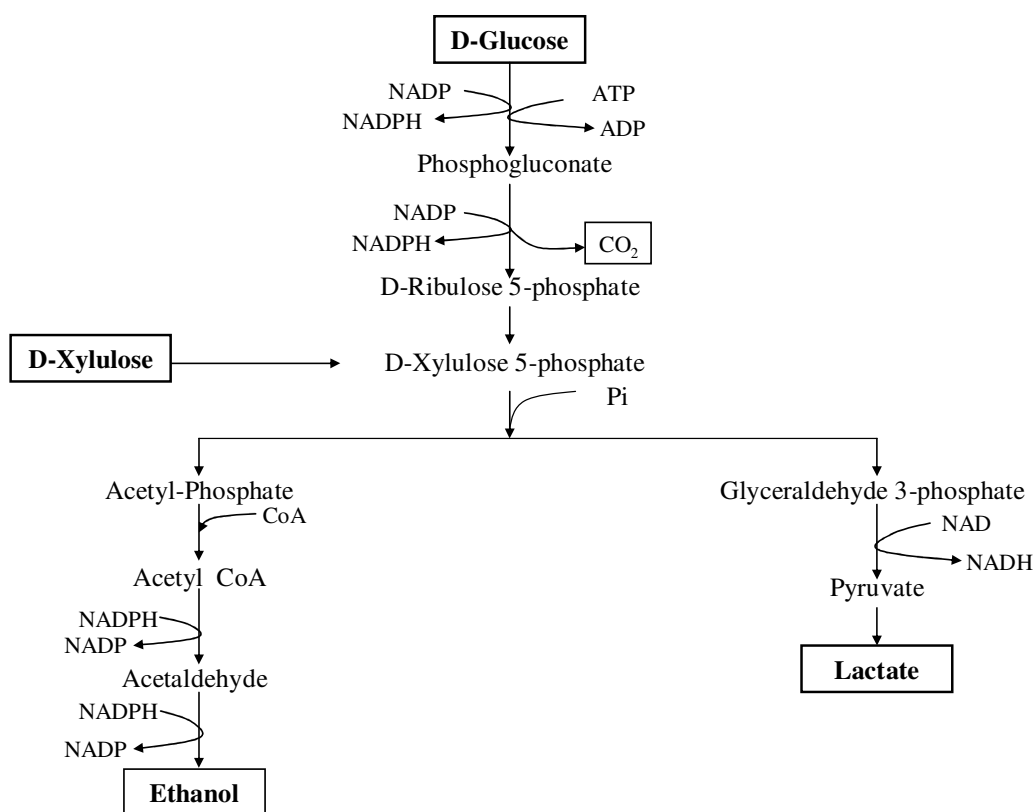 D-Glucose
NADP
ATP
NADPH
ADP
Phosphogluconate
NADP
NADPH
CO2
D-Ribulose 5-phosphate
D-Xylulose
D-Xylulose 5-phosphate
Pi
Acetyl-Phosphate
Glyceraldehyde 3-phosphate
CoA
NAD
NADH
Acetyl CoA
Pyruvate
NADPH
NADP
Lactate
Acetaldehyde
NADPH
NADP
Ethanol